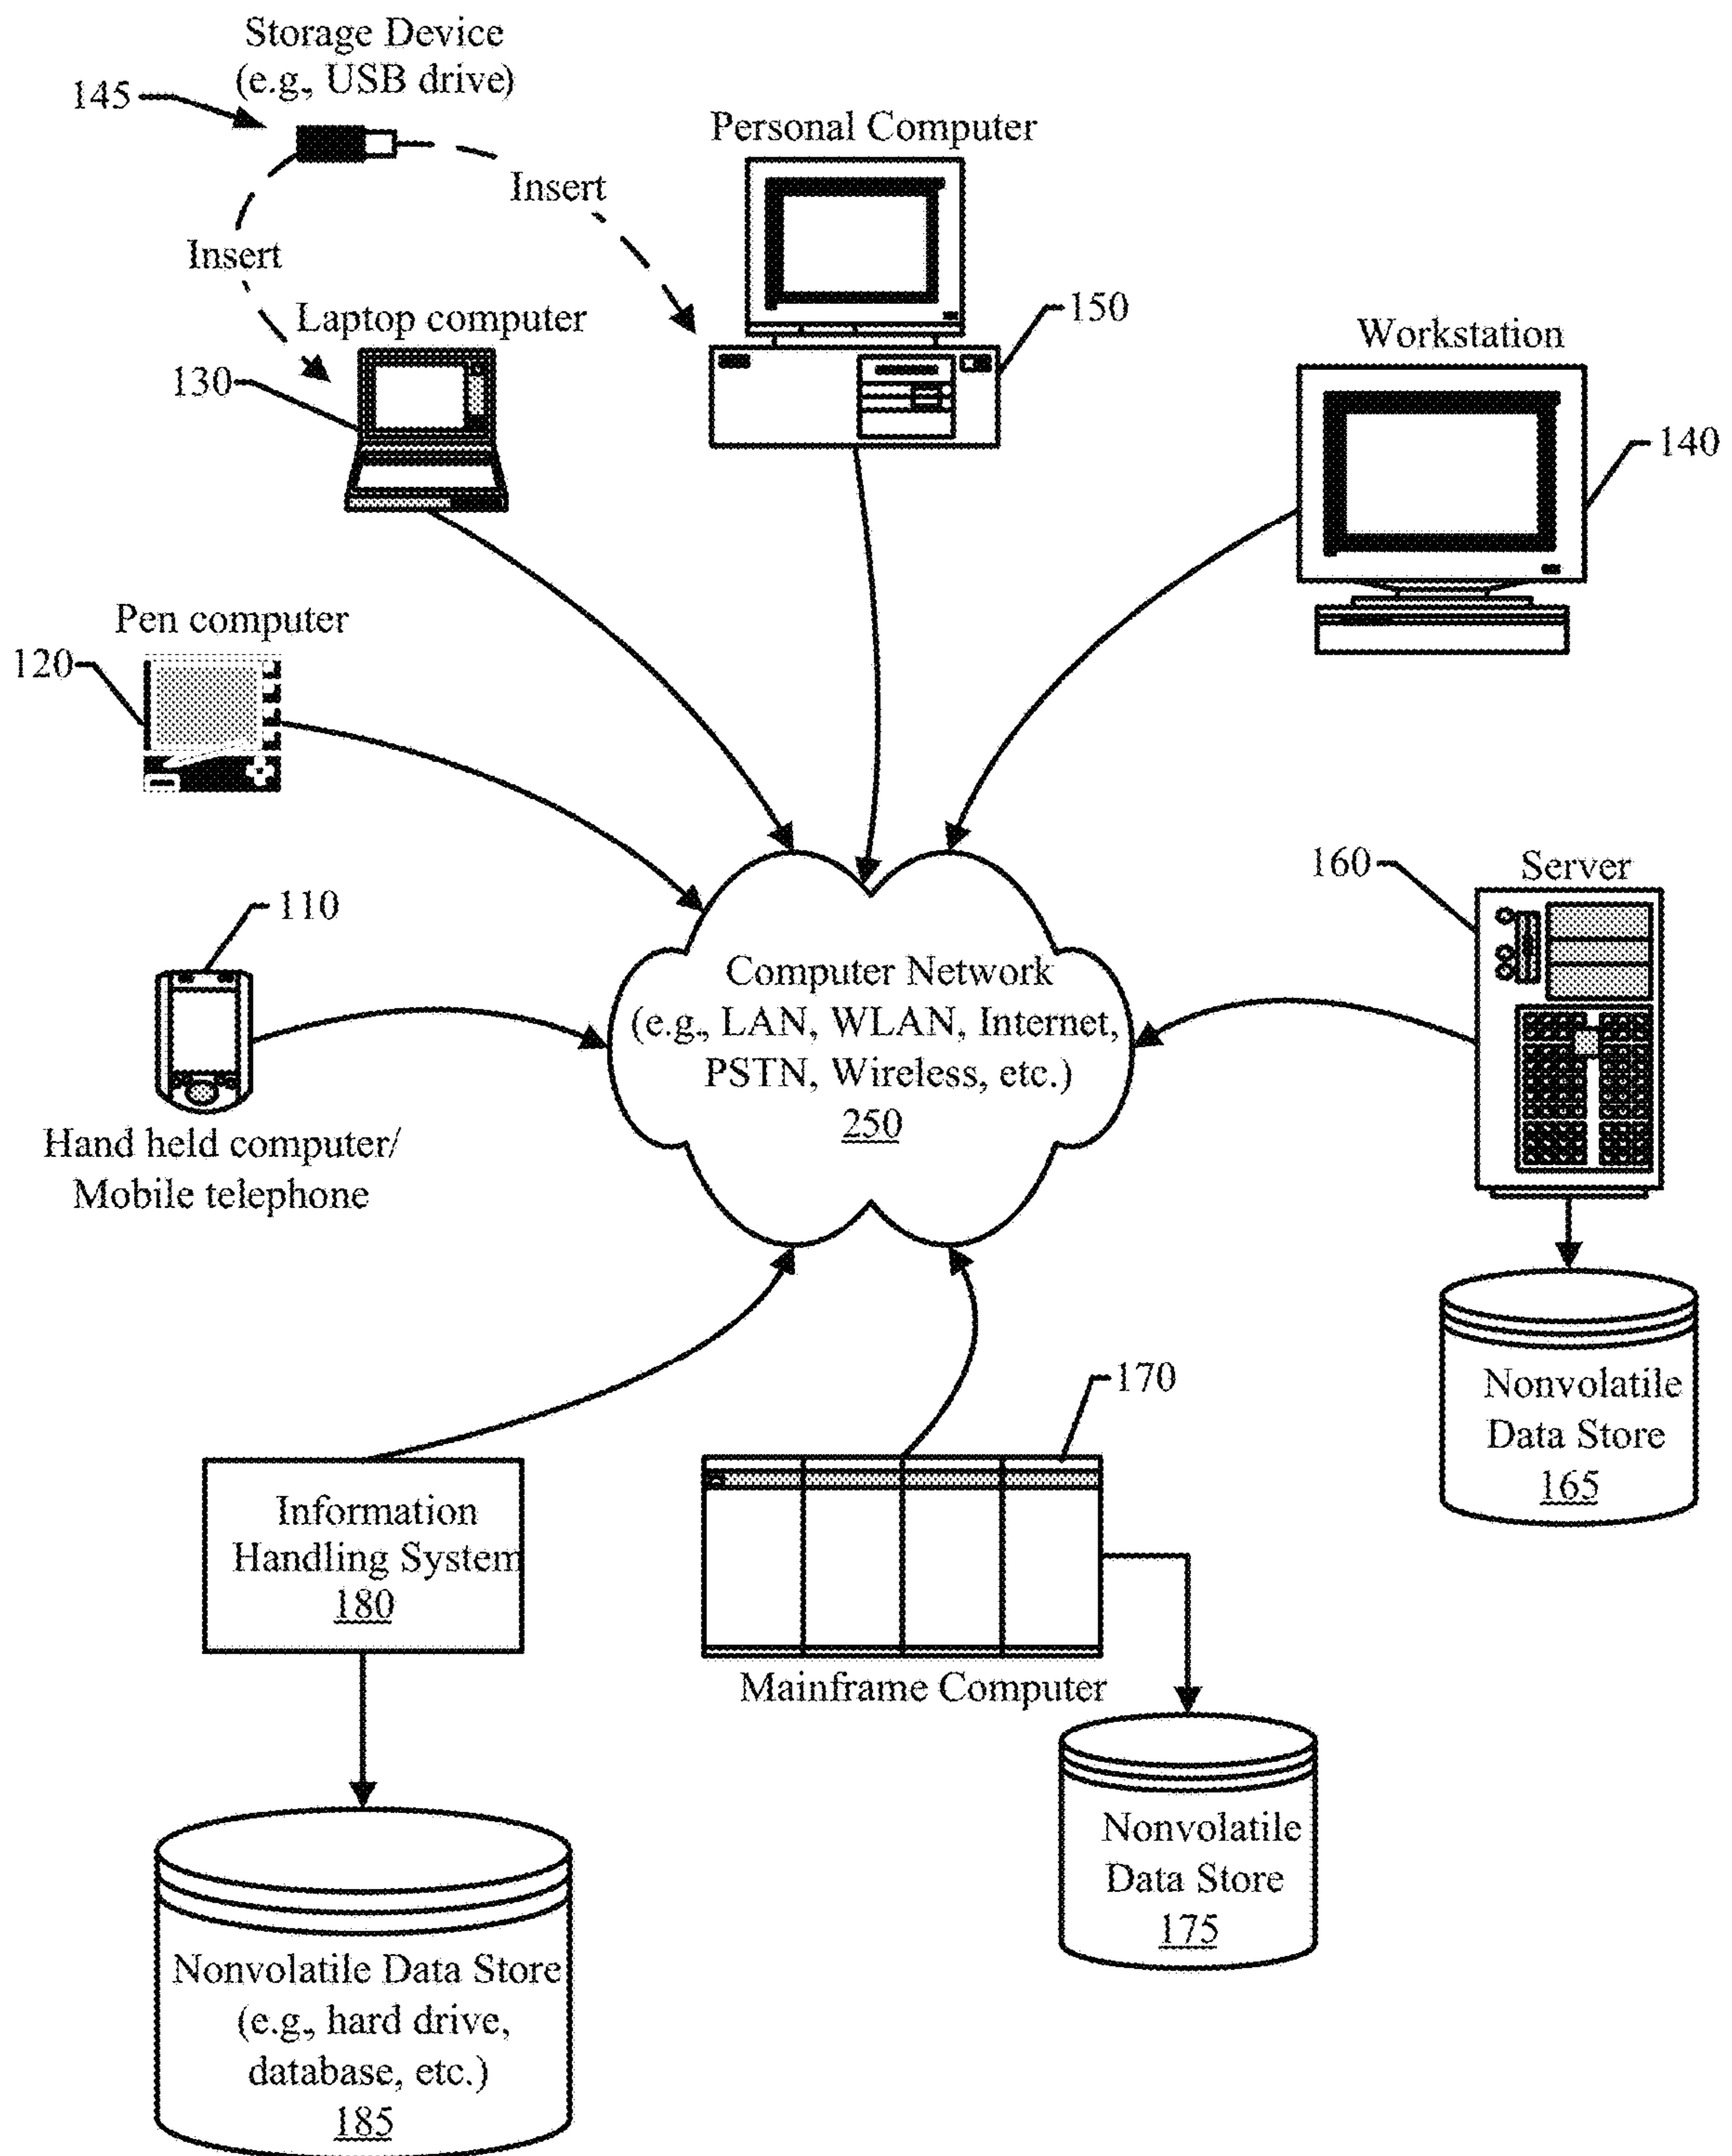 Storage Device
(e.g., USB drive)
145
Insert
Insert
Personal Computer
150
Laptop computer
130
Workstation
140
Pen computer
120
110
Hand held computer/
Mobile telephone
Computer Network
(e.g., LAN, WLAN, Internet,
PSTN, Wireless, etc.)
250
160
Server
Nonvolatile
Data Store
165
170
Mainframe Computer
Nonvolatile
Data Store
175
Information
Handling System
180
Nonvolatile Data Store
(e.g., hard drive,
database, etc.)
185